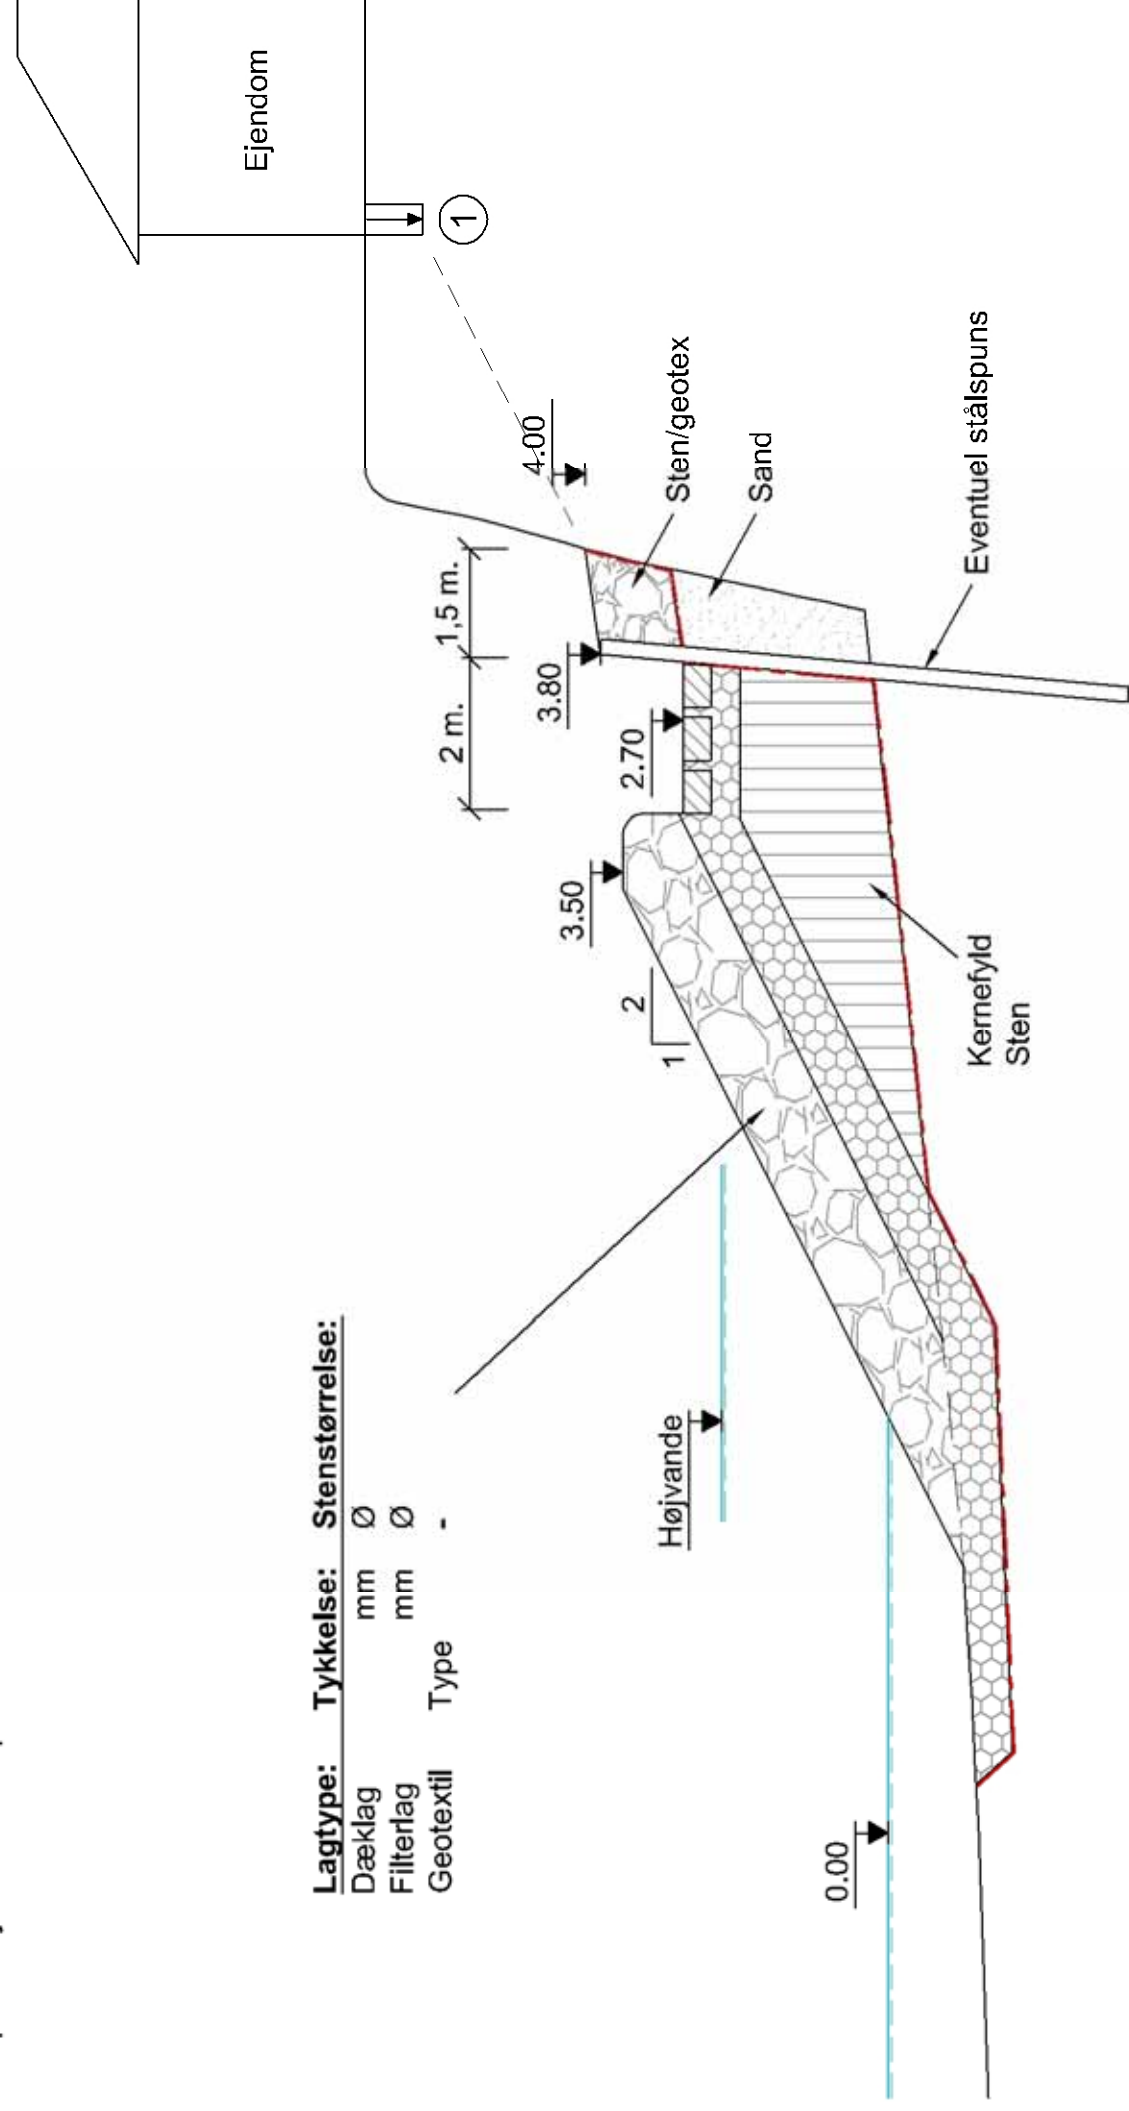 Ejendom
1
4.00
1,5 m.
2 m.
3.80
2.70
3.50
Sten/geotex
Sand
Eventuel stålspuns
2
1
Kernefyld
Sten
Lagtype: Tykkelse: Stenstørrelse:
Dæklag mm Ø
Filterlag mm Ø
Geotextil Type -
Højvande
0.00